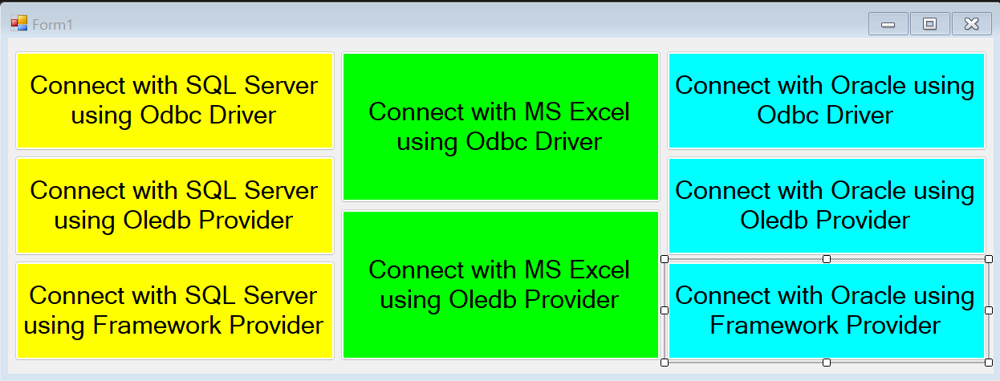 Form1
Connect with SQL Server
using Odbc Driver
Connect with SQL Server
using Oledb Provider
Connect with SQL Server
using Framework Provider
Connect with MS Excel
using Odbc Driver
Connect with MS Excel
using Oledb Provider
Connect with Oracle using
Odbc Driver
Connect with Oracle using
Oledb Provider
Connect with Oracle using
Framework Provider